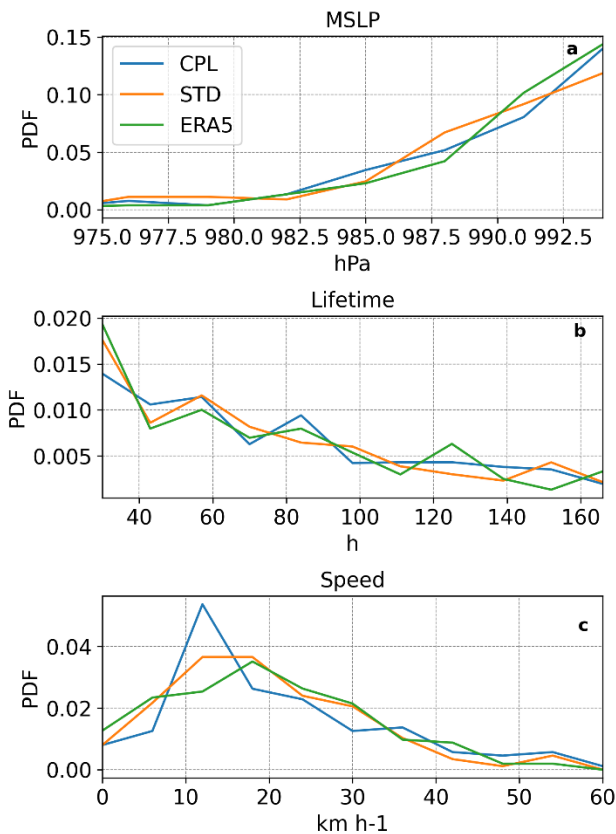 MSLP
a
CPL
STD
ERA5
PDF
0.15
0.10
0.05
0.00
975.0 977.5 980.0 982.5 985.0 987.5 990.0 992.5
hPa
Lifetime
b
PDF
0.020
0.015
0.010
0.005
40 60 80 100 120 140 160
h
Speed
c
PDF
0.04
0.02
0.00
0 10 20 30 40 50 60
km h-1